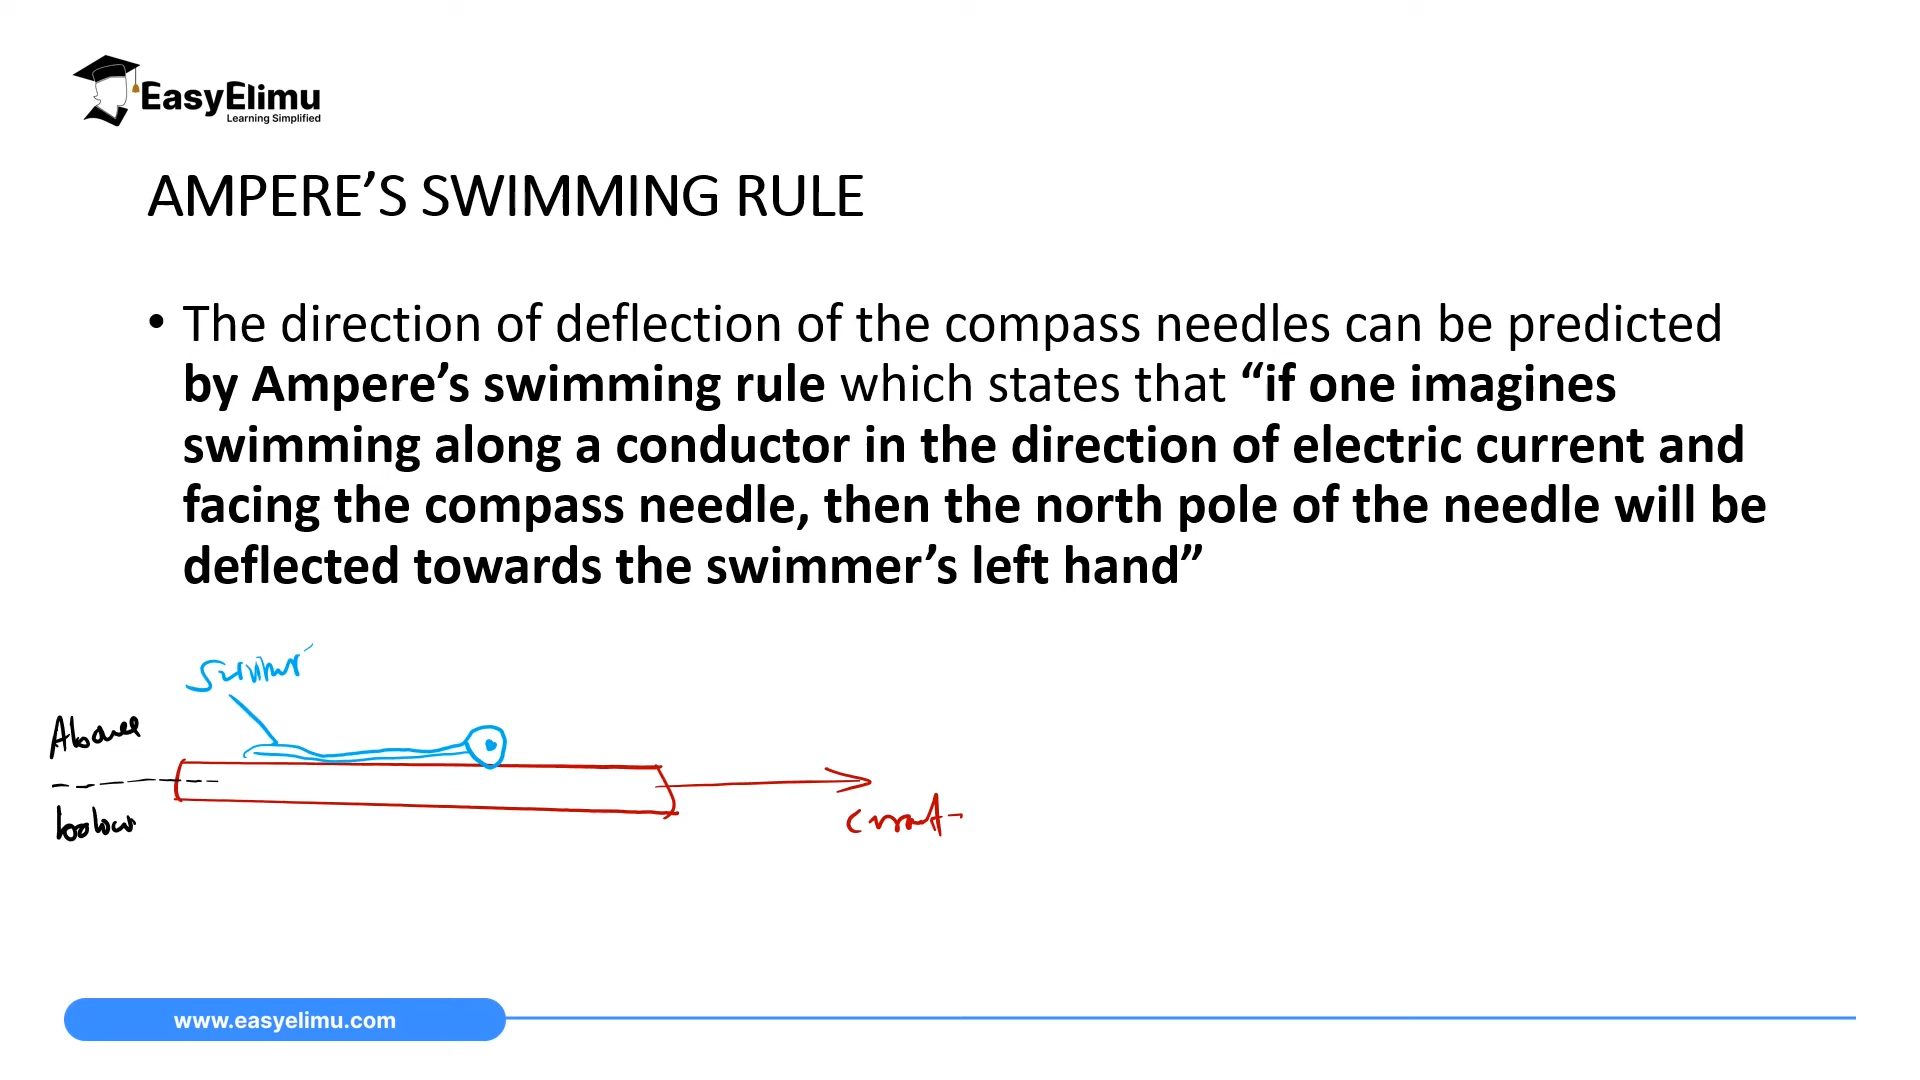 EasyElimu
Learning Simplified
AMPERE’S SWIMMING RULE
• The direction of deflection of the compass needles can be predicted
by Ampere’s swimming rule which states that “if one imagines
swimming along a conductor in the direction of electric current and
facing the compass needle, then the north pole of the needle will be
deflected towards the swimmer’s left hand”
Above
below
www.easyelimu.com